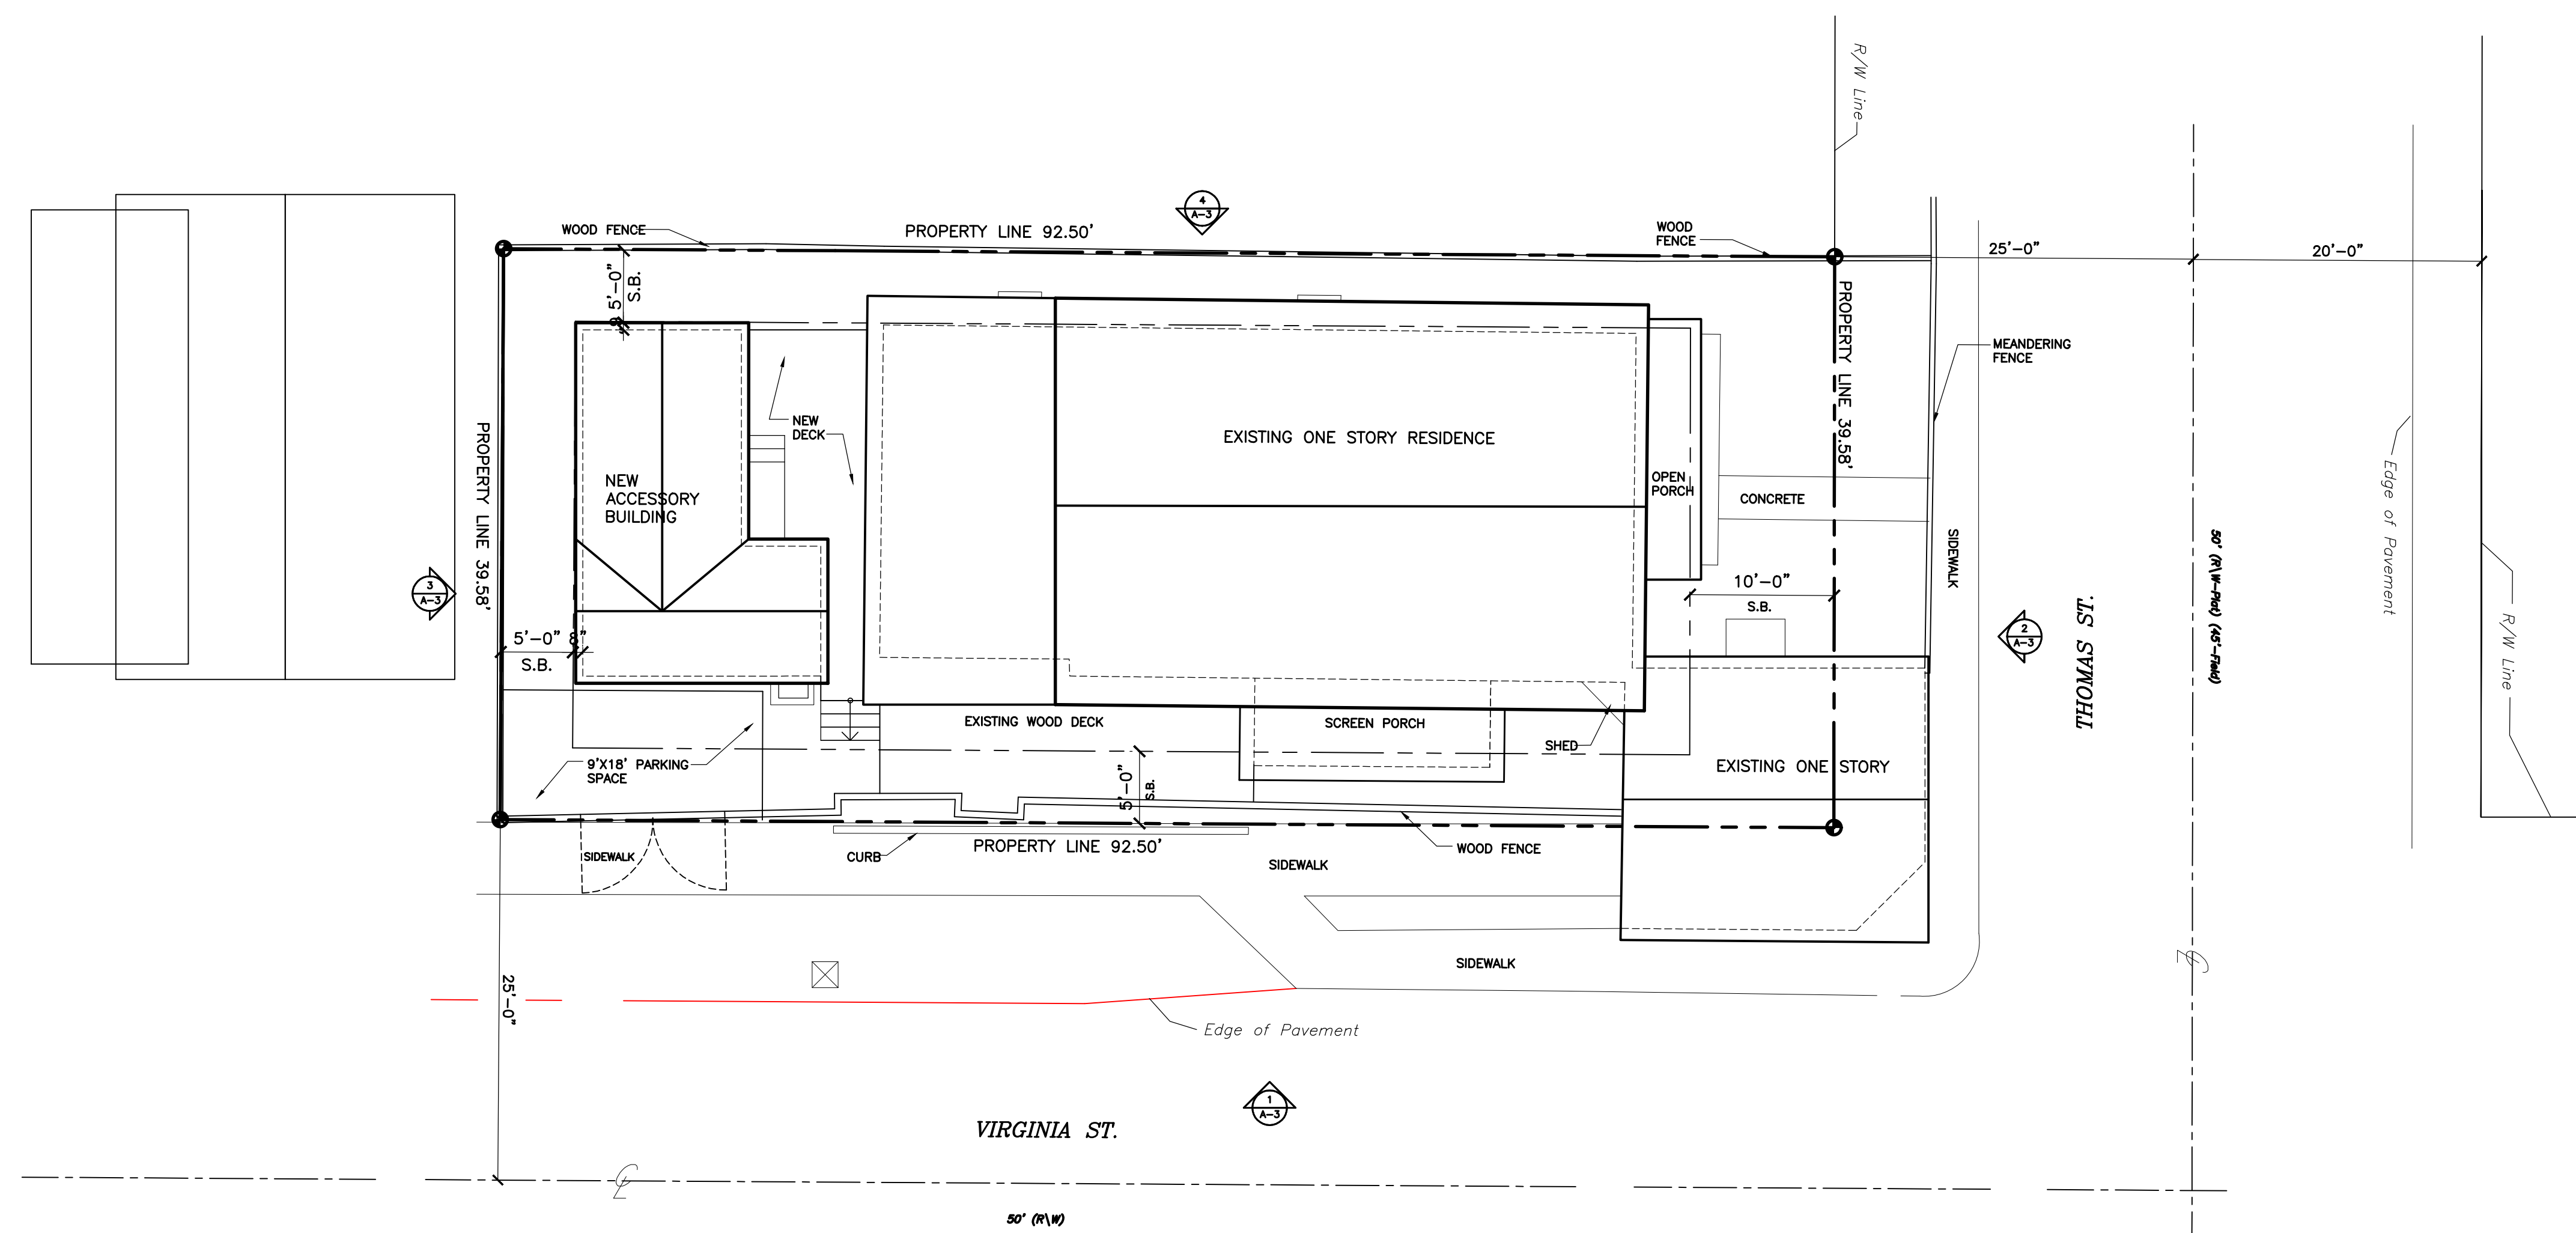 R/W Line
4
A-3
WOOD FENCE
PROPERTY LINE 92.50'
WOOD
FENCE
25'-0"
20'-0"
5'-0"
S.B.
8"
PROPERTY LINE 39.58'
MEANDERING
FENCE
NEW
DECK
EXISTING ONE STORY RESIDENCE
PROPERTY LINE 39.58'
NEW
ACCESSORY
BUILDING
OPEN
PORCH
CONCRETE
Edge of Pavement
SIDEWALK
50' (R\W-Plat) (45'-Field)
3
A-3
10'-0"
S.B.
2
A-3
THOMAS ST.
R/W Line
5'-0" 8"
S.B.
EXISTING WOOD DECK
SCREEN PORCH
SHED
9'X18' PARKING
SPACE
5'-0"
S.B.
EXISTING ONE STORY
CURB
PROPERTY LINE 92.50'
WOOD FENCE
SIDEWALK
SIDEWALK
SIDEWALK
25'-0"
Edge of Pavement
1
A-3
VIRGINIA ST.
50' (R\W)